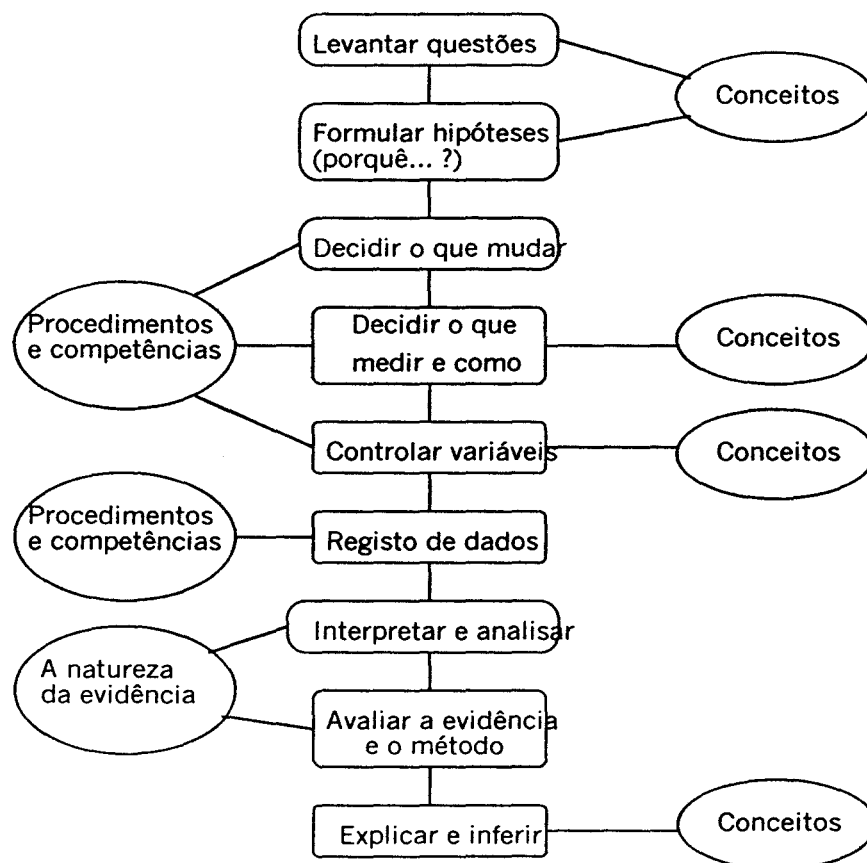 Levantar questões
Conceitos
Formular hipóteses
(porquê... ?)
Decidir o que mudar
Procedimentos
e competências
Decidir o que
medir e como
Conceitos
Controlar variáveis
Conceitos
Procedimentos
e competências
Registo de dados
Interpretar e analisar
A natureza
da evidência
Avaliar a evidência
e o método
Explicar e inferir
Conceitos